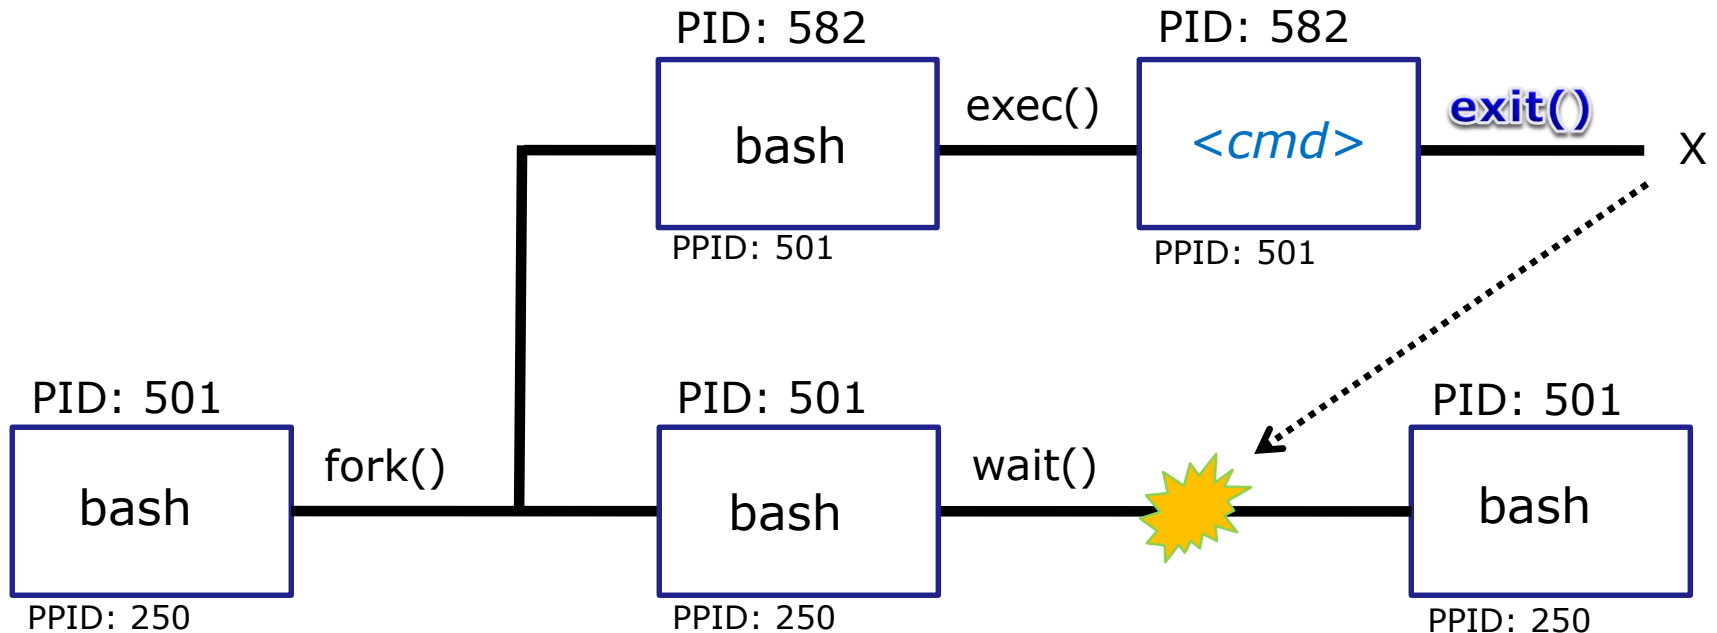 PID: 582
bash
PPID: 501
exec()
PID: 582
<cmd>
PPID: 501
exit()
X
PID: 501
bash
PPID: 250
fork()
PID: 501
bash
PPID: 250
wait()
PID: 501
bash
PPID: 250